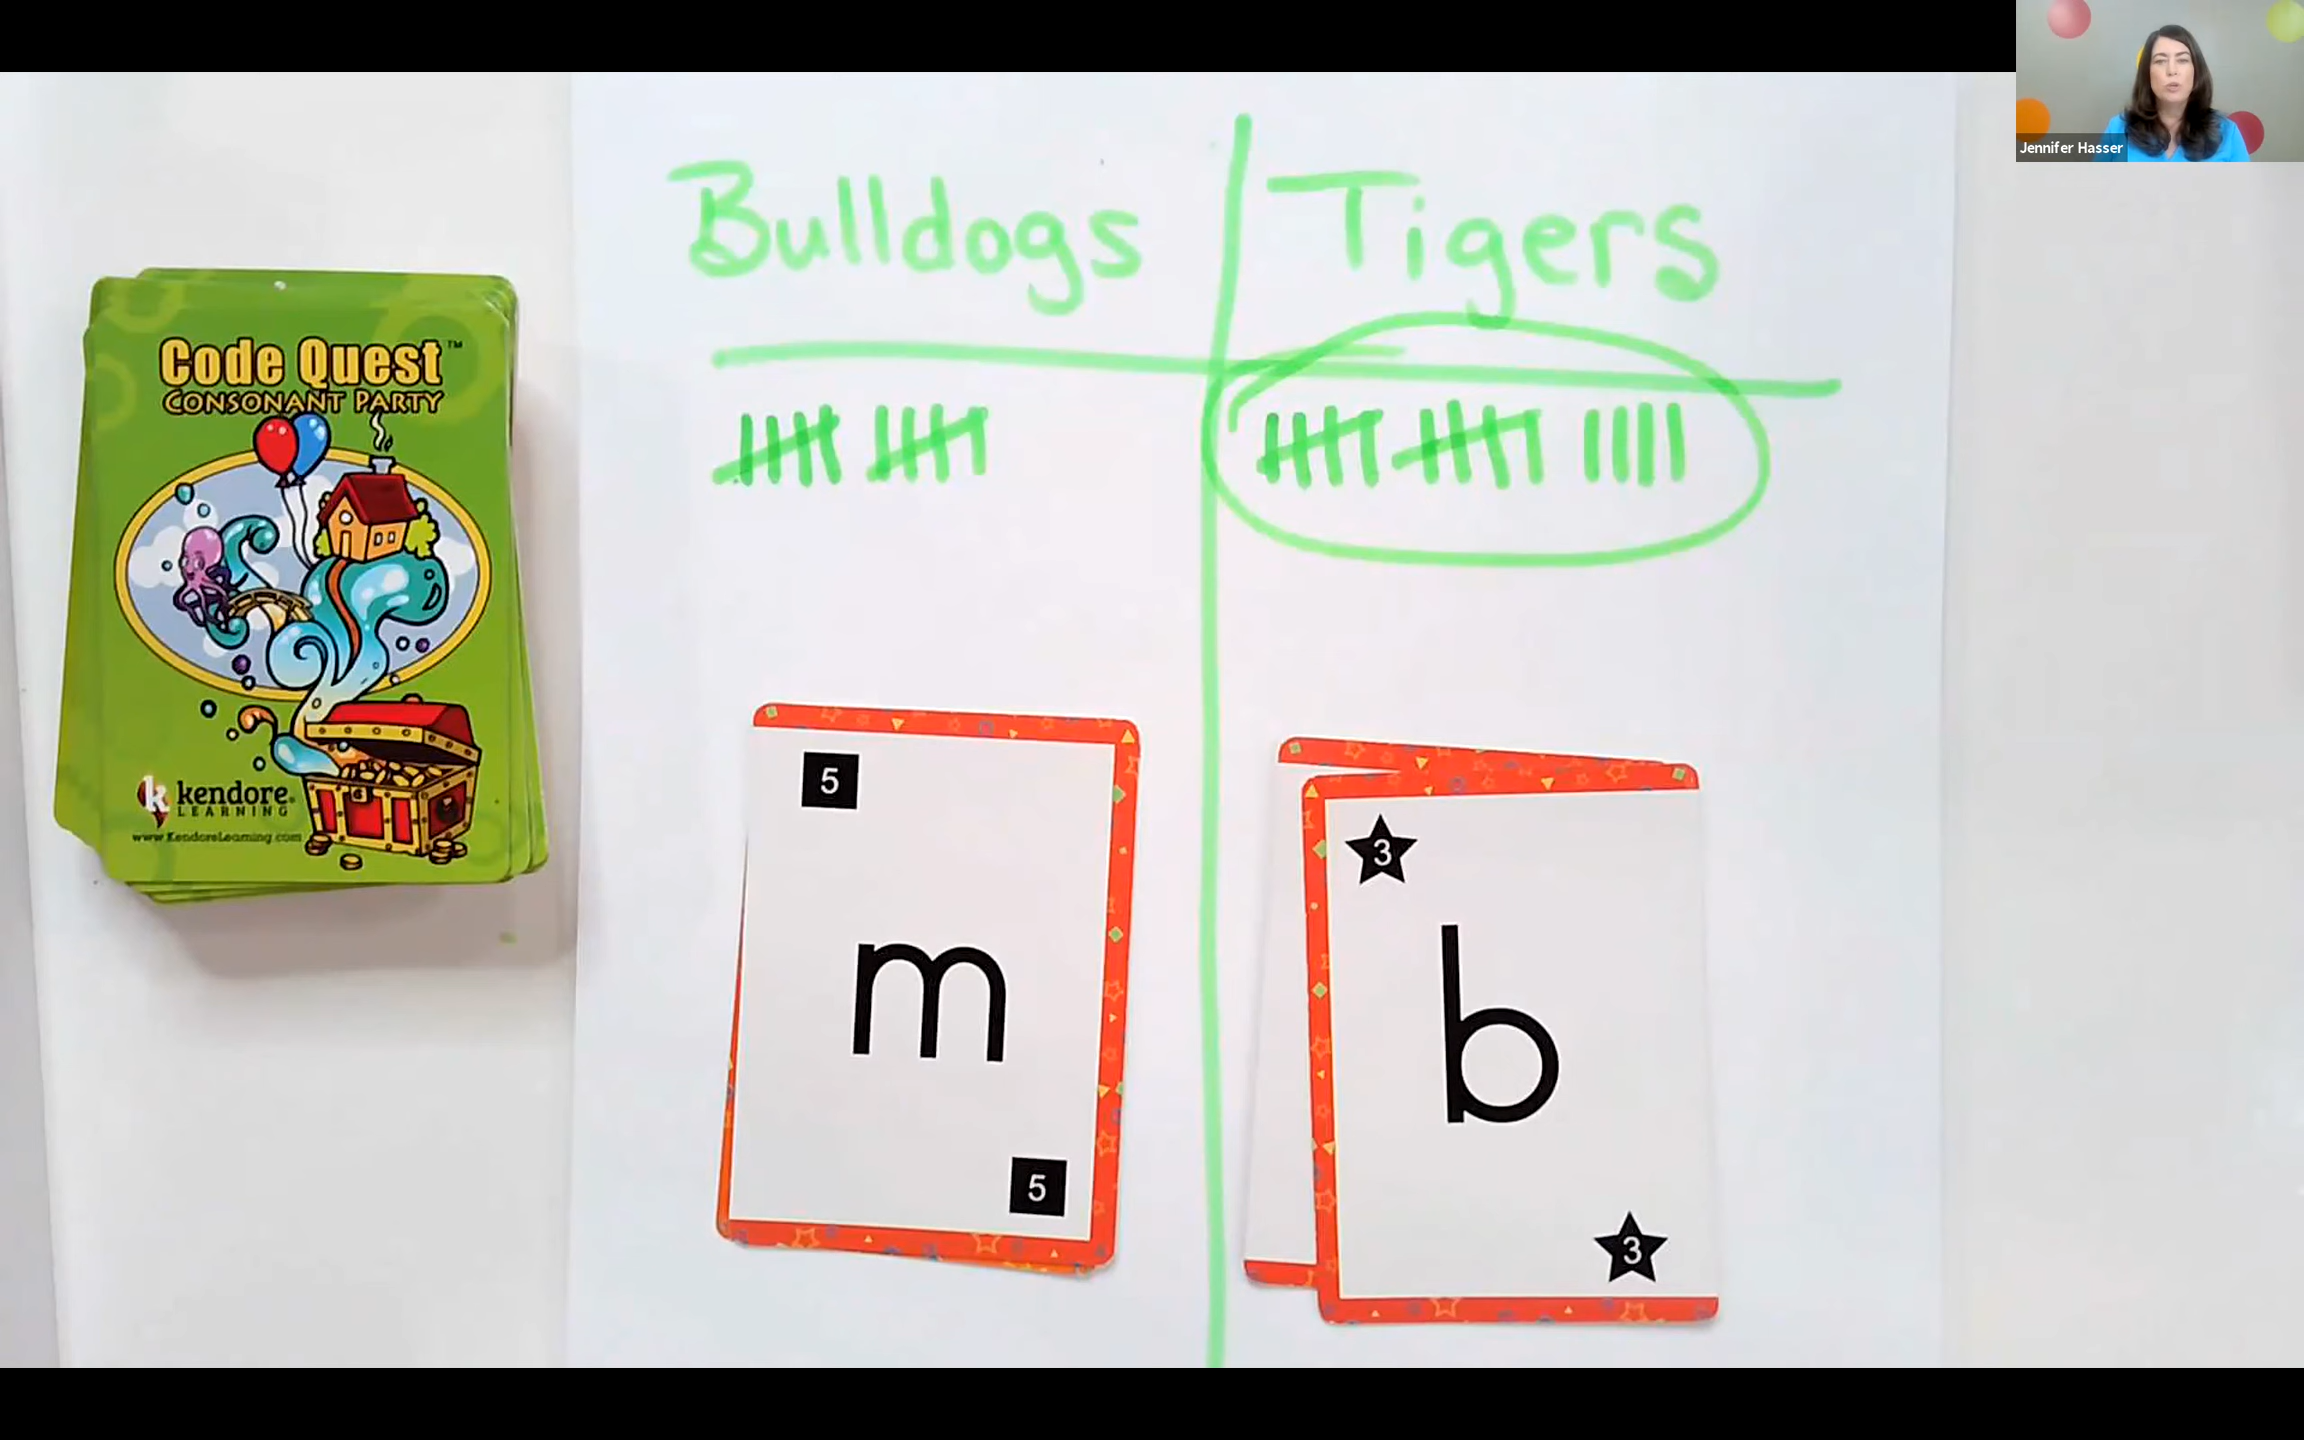 Jennifer Hasser
Bulldogs Tigers
Code Quest™
CONSONANT PARTY
kendore®
LEARNING
www.KendoreLearning.com
5
m
5
3
b
3